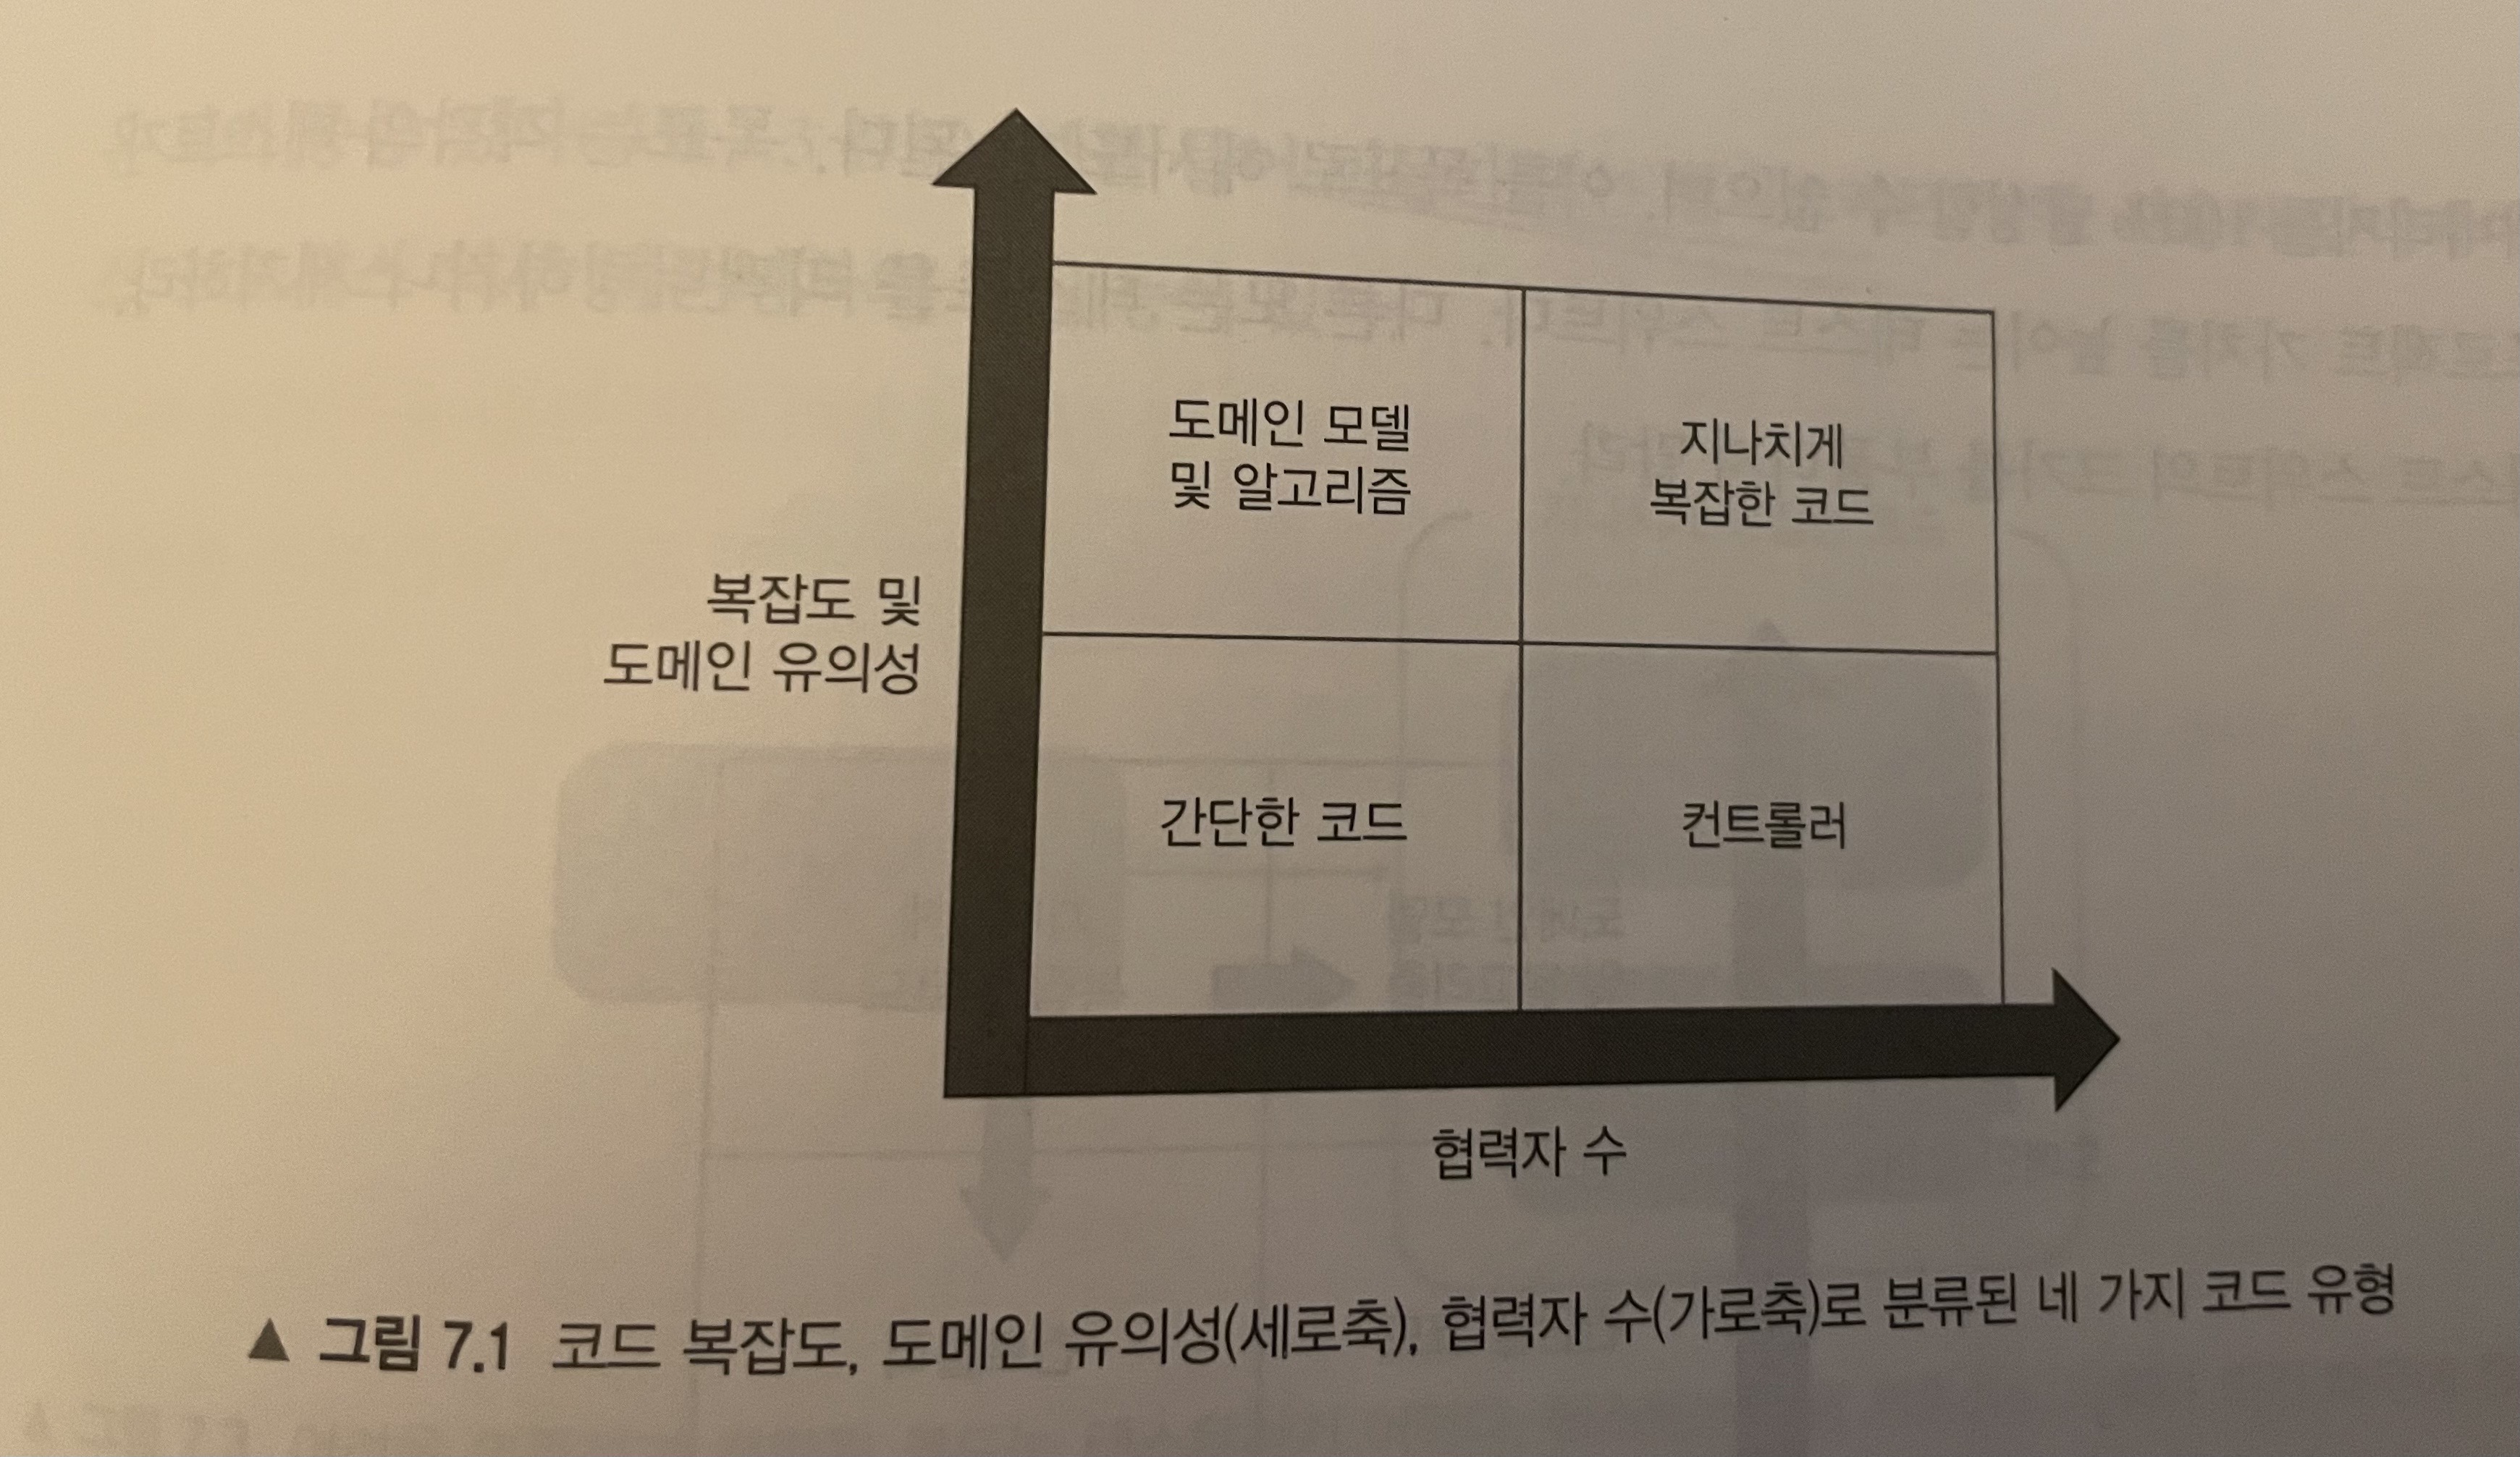 도메인 모델
및 알고리즘
지나치게
복잡한 코드
복잡도 및
도메인 유의성
간단한 코드
컨트롤러
협력자 수
▲ 그림 7.1 코드 복잡도, 도메인 유의성(세로축), 협력자 수(가로축)로 분류된 네 가지 코드 유형